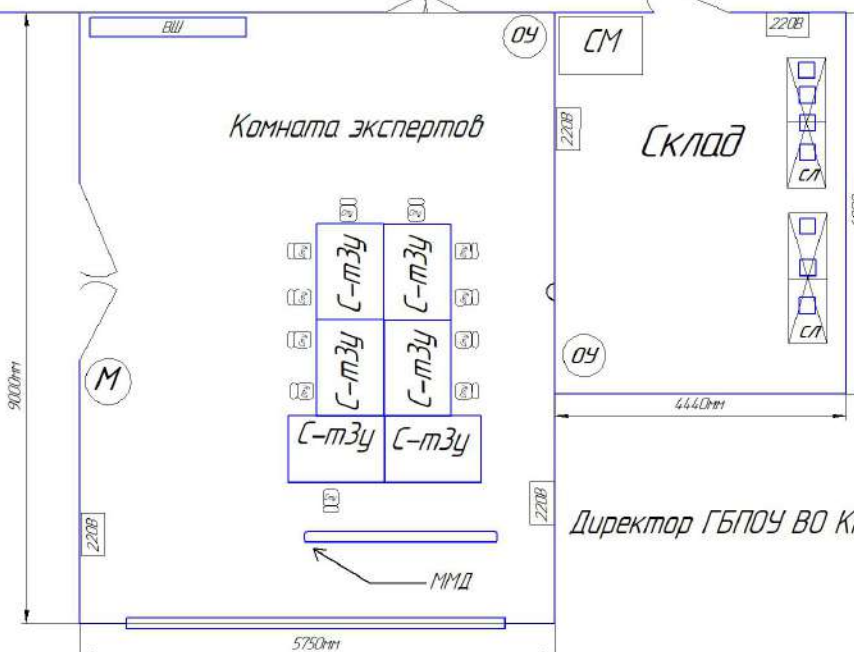 ВШ
ОУ
СМ
220В
Комната экспертов
220В
Склад
СЛ
С-тЗу
С-тЗу
С-тЗу
С-тЗу
С-тЗу
С-тЗу
СЛ
ОУ
М
9000мм
4440мм
220В
220В
Директор ГБПОУ ВО
ММД
5750мм